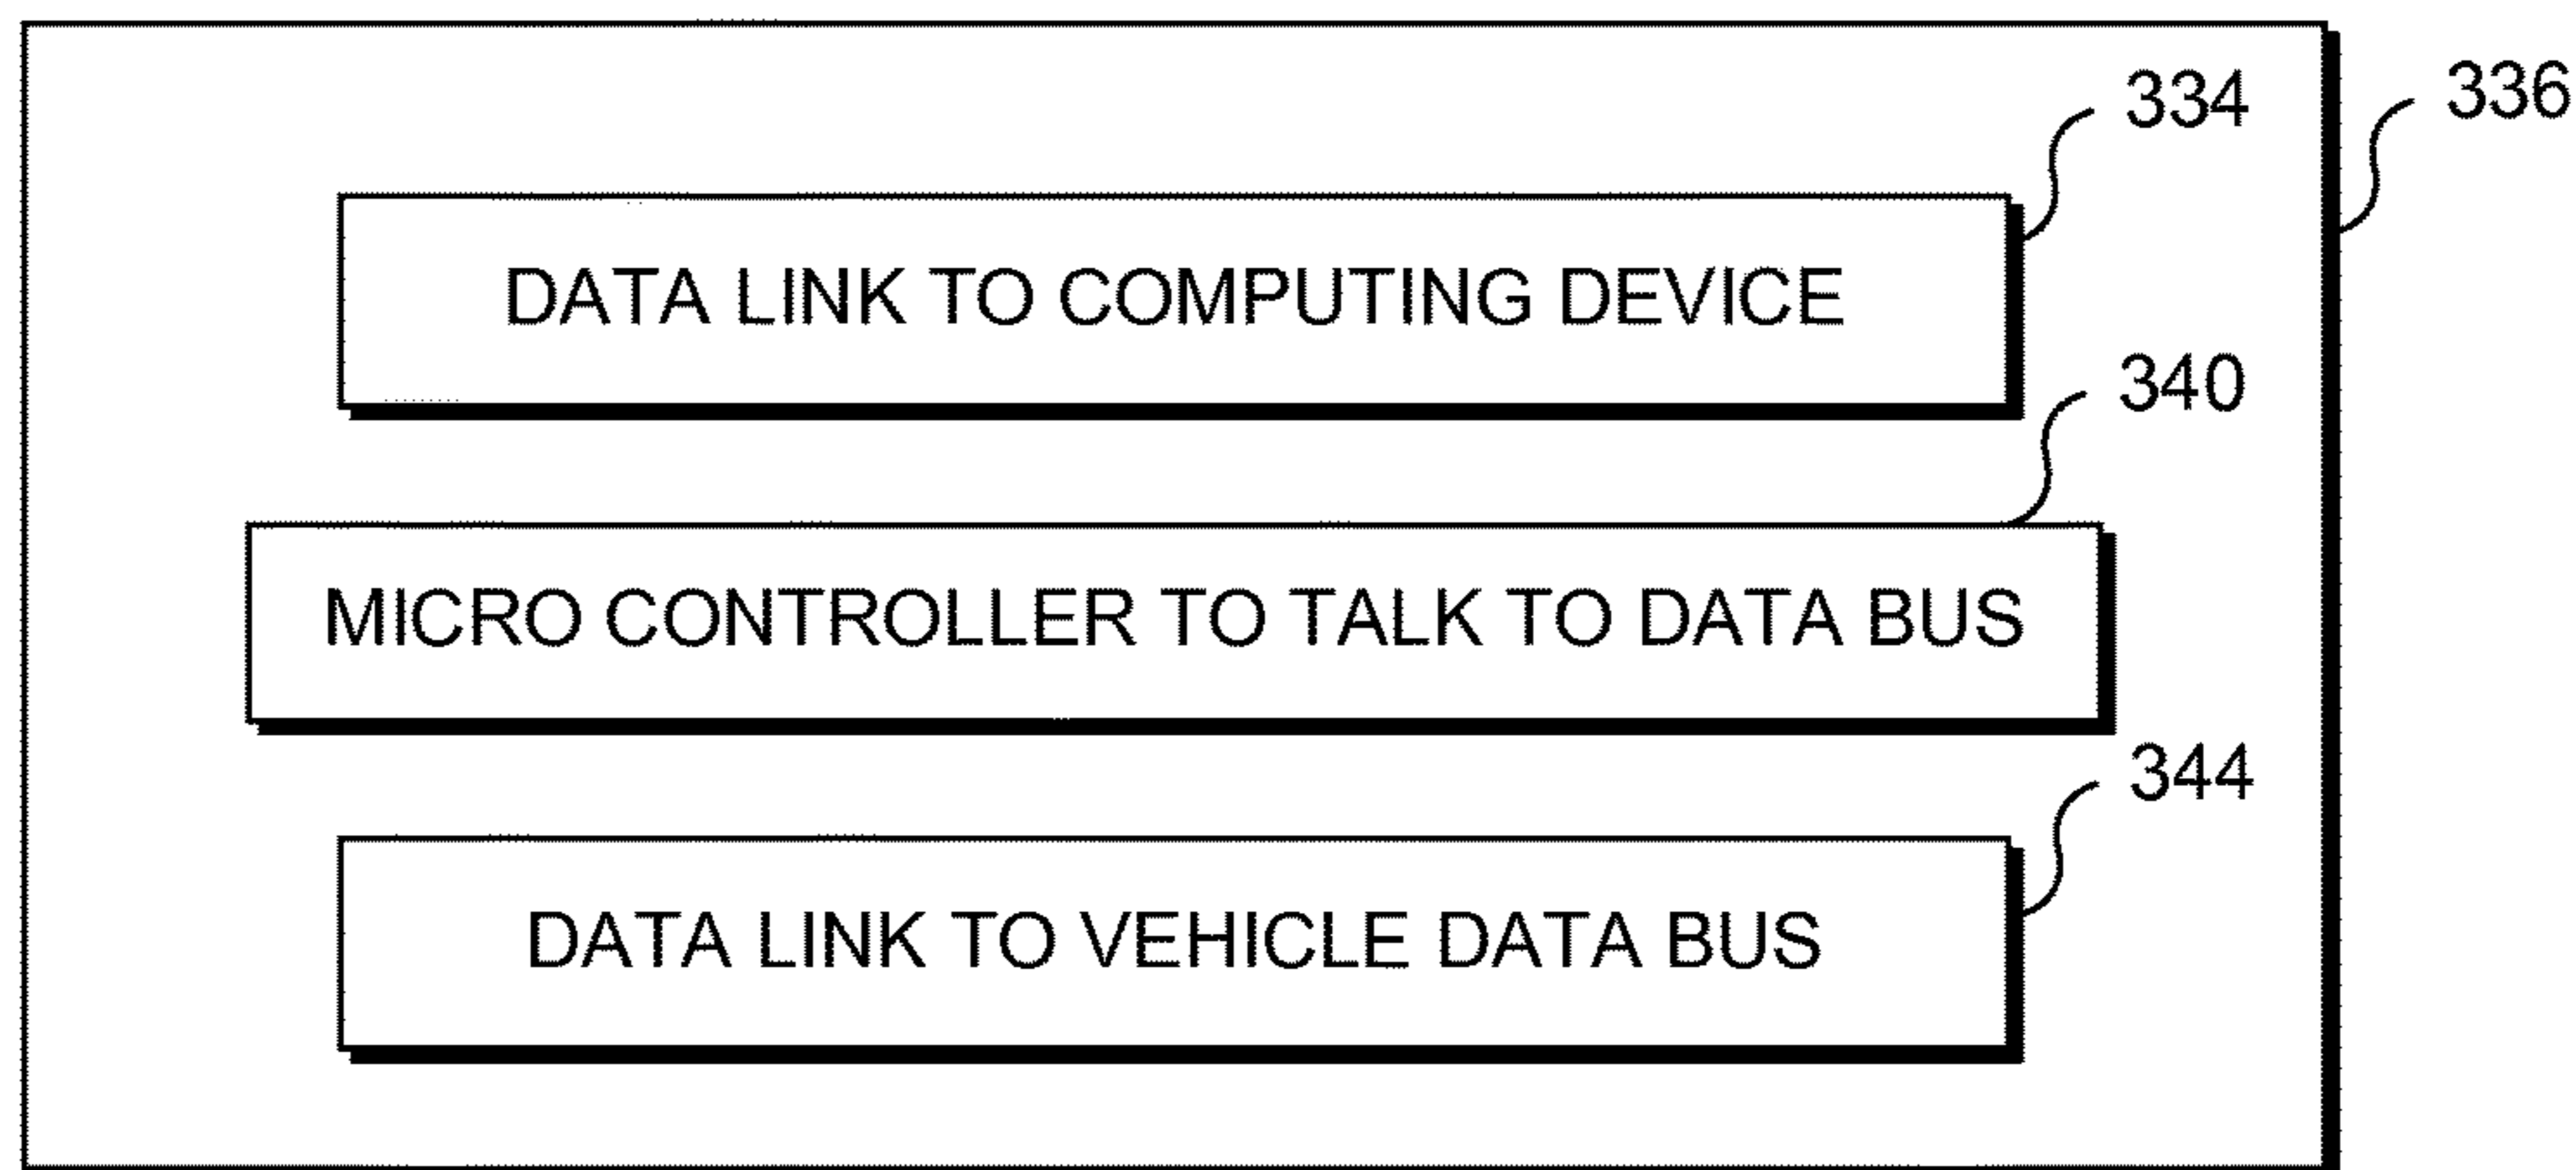 336
334
DATA LINK TO COMPUTING DEVICE
340
MICRO CONTROLLER TO TALK TO DATA BUS
344
DATA LINK TO VEHICLE DATA BUS